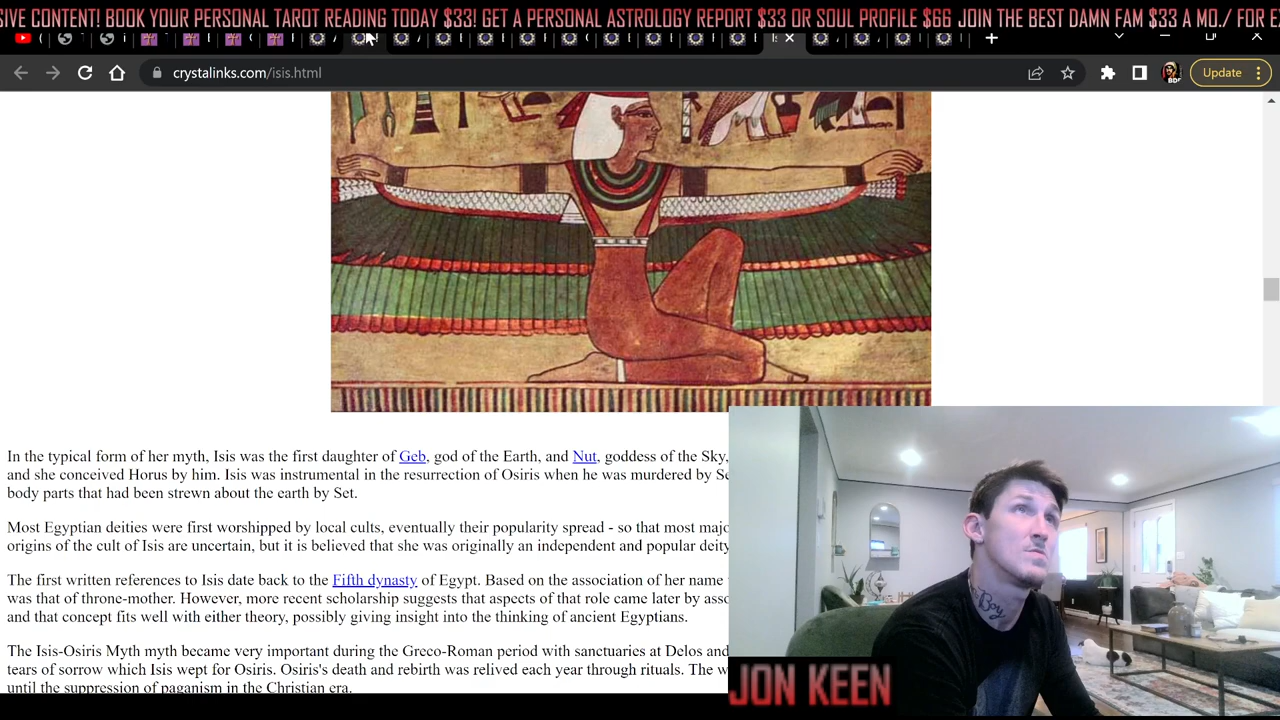 SIVE CONTENT! BOOK YOUR PERSONAL TAROT READING TODAY $33! GET A PERSONAL ASTROLOGY REPORT $33 OR SOUL PROFILE $66 JOIN THE BEST DAMN FAM $33 A MO./ FOR E
crystalinks.com/isis.html
Update
In the typical form of her myth, Isis was the first daughter of Geb, god of the Earth, and Nut, goddess of the Sky,
and she conceived Horus by him. Isis was instrumental in the resurrection of Osiris when he was murdered by Se
body parts that had been strewn about the earth by Set.
Most Egyptian deities were first worshipped by local cults, eventually their popularity spread - so that most majo
origins of the cult of Isis are uncertain, but it is believed that she was originally an independent and popular deity
The first written references to Isis date back to the Fifth dynasty of Egypt. Based on the association of her name
was that of throne-mother. However, more recent scholarship suggests that aspects of that role came later by asso
and that concept fits well with either theory, possibly giving insight into the thinking of ancient Egyptians.
The Isis-Osiris Myth myth became very important during the Greco-Roman period with sanctuaries at Delos and
tears of sorrow which Isis wept for Osiris. Osiris's death and rebirth was relived each year through rituals. The w
until the suppression of paganism in the Christian era.
Boy
JON KEEN